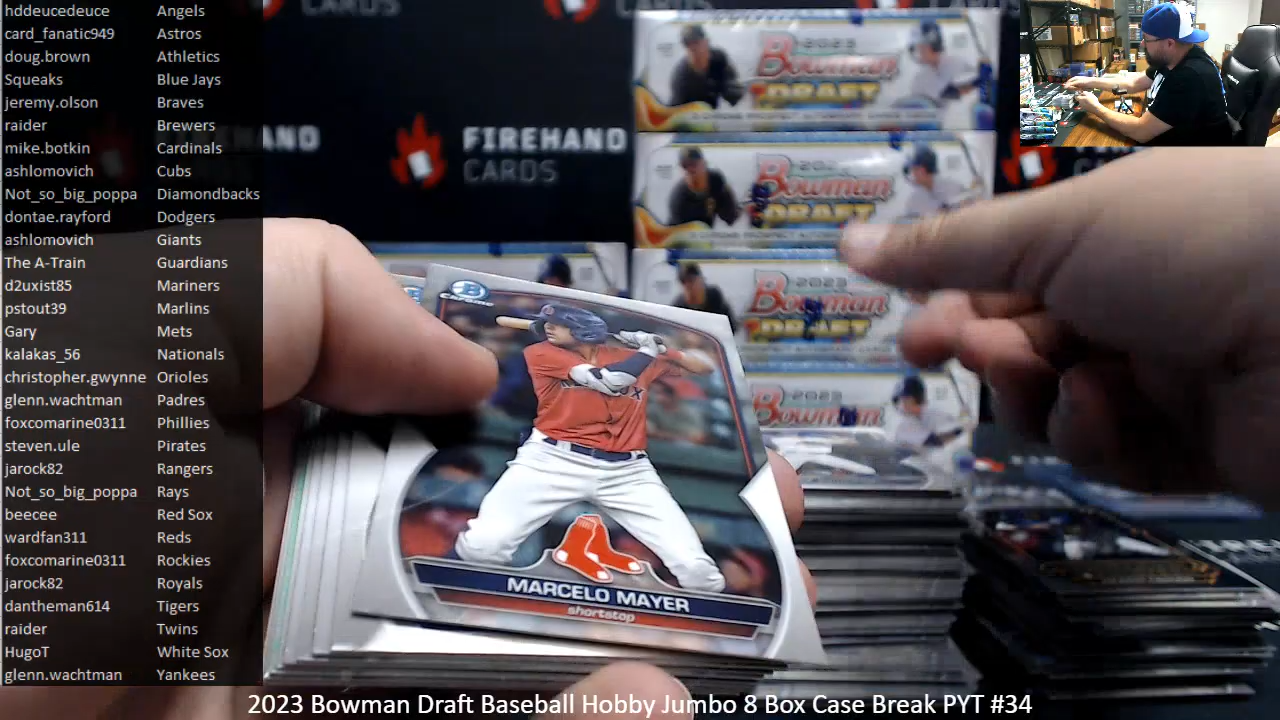 hddeucedeuce Angels
card_fanatic949 Astros
doug.brown Athletics
Squeaks Blue Jays
jeremy.olson Braves
raider Brewers
mike.botkin Cardinals
ashlomovich Cubs
Not_so_big_poppa Diamondbacks
dontae.rayford Dodgers
ashlomovich Giants
The A-Train Guardians
d2uxist85 Mariners
pstout39 Marlins
Gary Mets
kalakas_56 Nationals
christopher.gwynne Orioles
glenn.wachtman Padres
foxcomarine0311 Phillies
steven.ule Pirates
jarock82 Rangers
Not_so_big_poppa Rays
beecee Red Sox
wardfan311 Reds
foxcomarine0311 Rockies
jarock82 Royals
dantheman614 Tigers
raider Twins
HugoT White Sox
glenn.wachtman Yankees
CARDS
FIREHAND
CARDS
2023
Bowman
DRAFT
Bowman
DRAFT
2023
Bowman
DRAFT
2023
Bowman
CHROME
MARCELO MAYER
shortstop
2023 Bowman Draft Baseball Hobby Jumbo 8 Box Case Break PYT #34